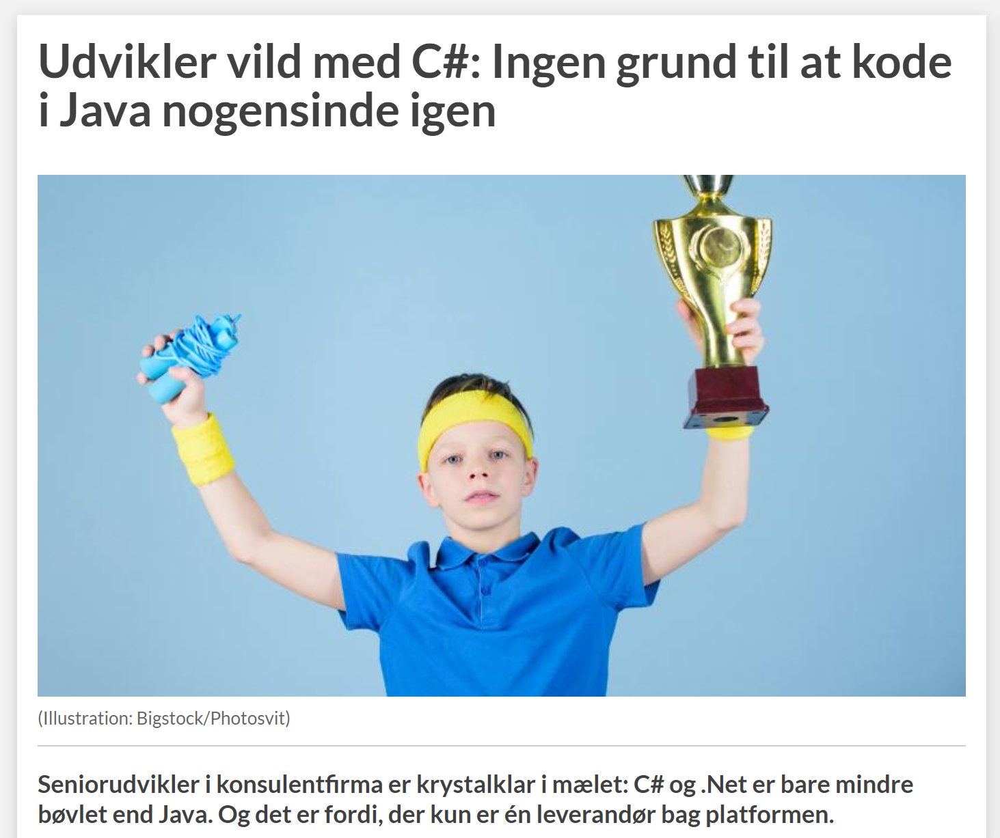 Udvikler vild med C#: Ingen grund til at kode
i Java nogensinde igen
(Illustration: Bigstock/Photosvit)
Seniorudvikler i konsulentfirma er krystalklar i mælet: C# og .Net er bare mindre
bøvlet end Java. Og det er fordi, der kun er én leverandør bag platformen.